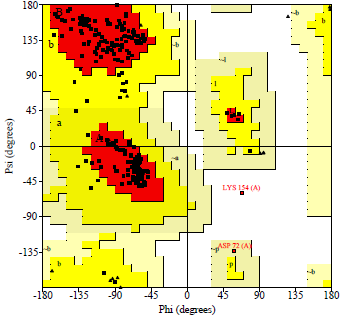 180
B
b
~b
~b
b
135
~l
90
l
45
a
L
A
0
~a
-45
LYS 154 (A)
-90
ASP 72 (A)
-135
~b
~p
b
p
~b
-180
-135
-90
-45
0
45
90
135
180
Psi (degrees)
Phi (degrees)